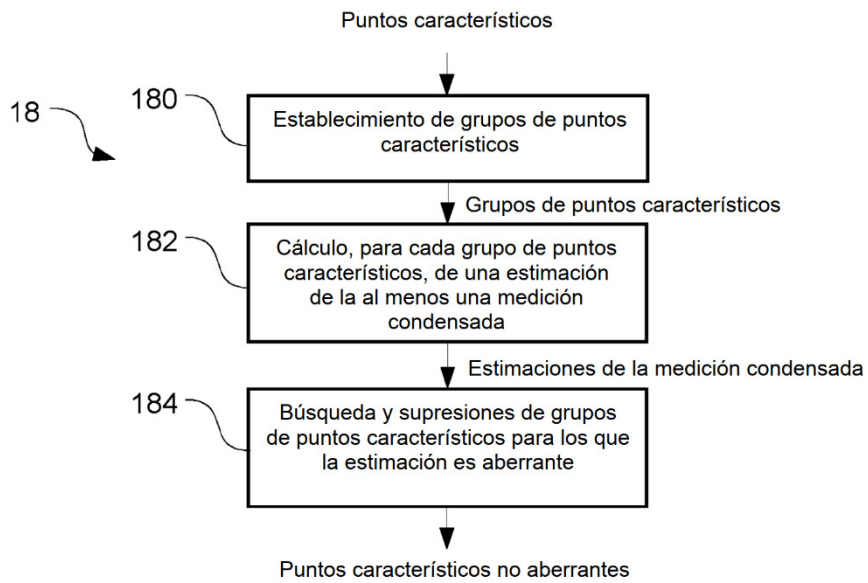 Puntos característicos
18
180
Establecimiento de grupos de puntos
característicos
Grupos de puntos característicos
182
Cálculo, para cada grupo de puntos
característicos, de una estimación
de la al menos una medición
condensada
Estimaciones de la medición condensada
184
Búsqueda y supresiones de grupos
de puntos característicos para los que
la estimación es aberrante
Puntos característicos no aberrantes